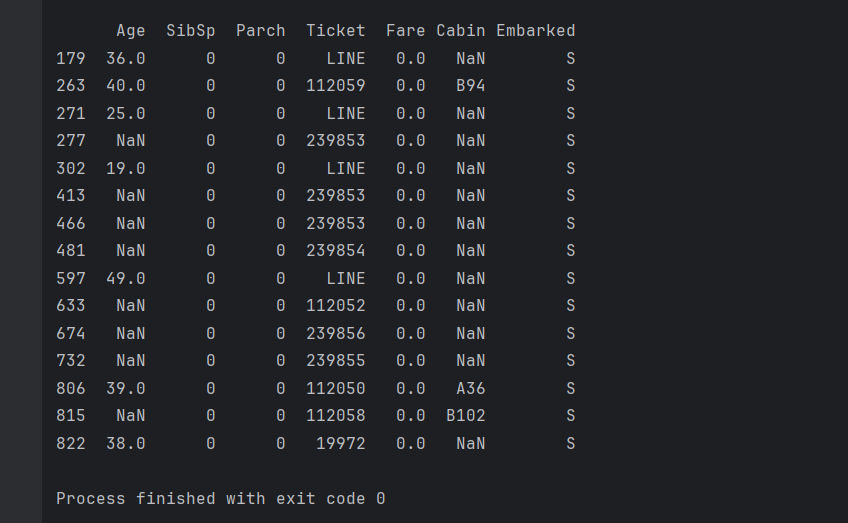 Age SibSp Parch Ticket Fare Cabin Embarked
179 36.0 0 0 LINE 0.0 NaN S
263 40.0 0 0 112059 0.0 B94 S
271 25.0 0 0 LINE 0.0 NaN S
277 NaN 0 0 239853 0.0 NaN S
302 19.0 0 0 LINE 0.0 NaN S
413 NaN 0 0 239853 0.0 NaN S
466 NaN 0 0 239853 0.0 NaN S
481 NaN 0 0 239854 0.0 NaN S
597 49.0 0 0 LINE 0.0 NaN S
633 NaN 0 0 112052 0.0 NaN S
674 NaN 0 0 239856 0.0 NaN S
732 NaN 0 0 239855 0.0 NaN S
806 39.0 0 0 112050 0.0 A36 S
815 NaN 0 0 112058 0.0 B102 S
822 38.0 0 0 19972 0.0 NaN S
Process finished with exit code 0